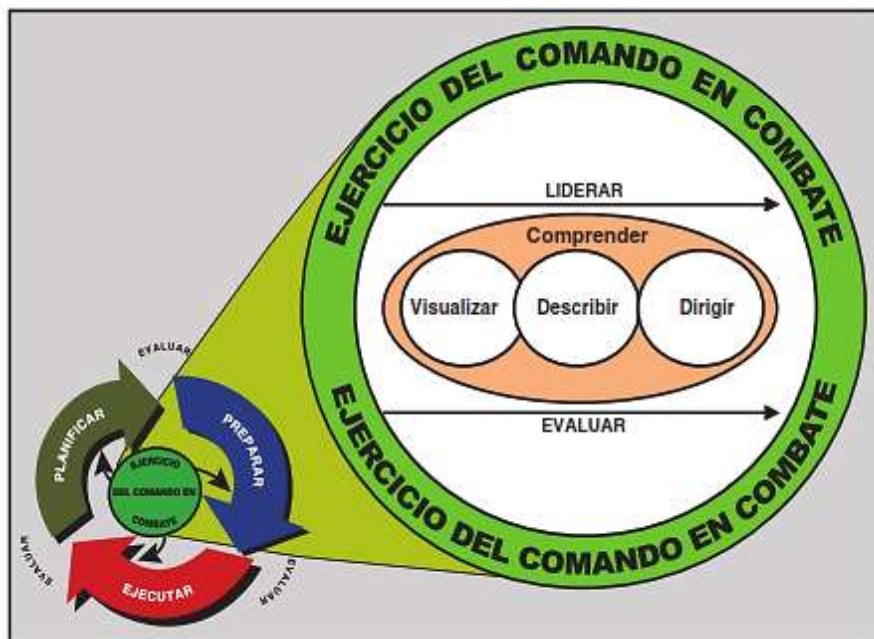 EJERCICIO DEL COMANDO EN COMBATE
LIDERAR
Comprender
Visualizar
Describir
Dirigir
EVALUAR
EJERCICIO DEL COMANDO EN COMBATE
EVALUAR
PLANIFICAR
PREPARAR
EJERCICIO
DEL COMANDO EN
COMBATE
EVALUAR
EJECUTAR
EVALUAR